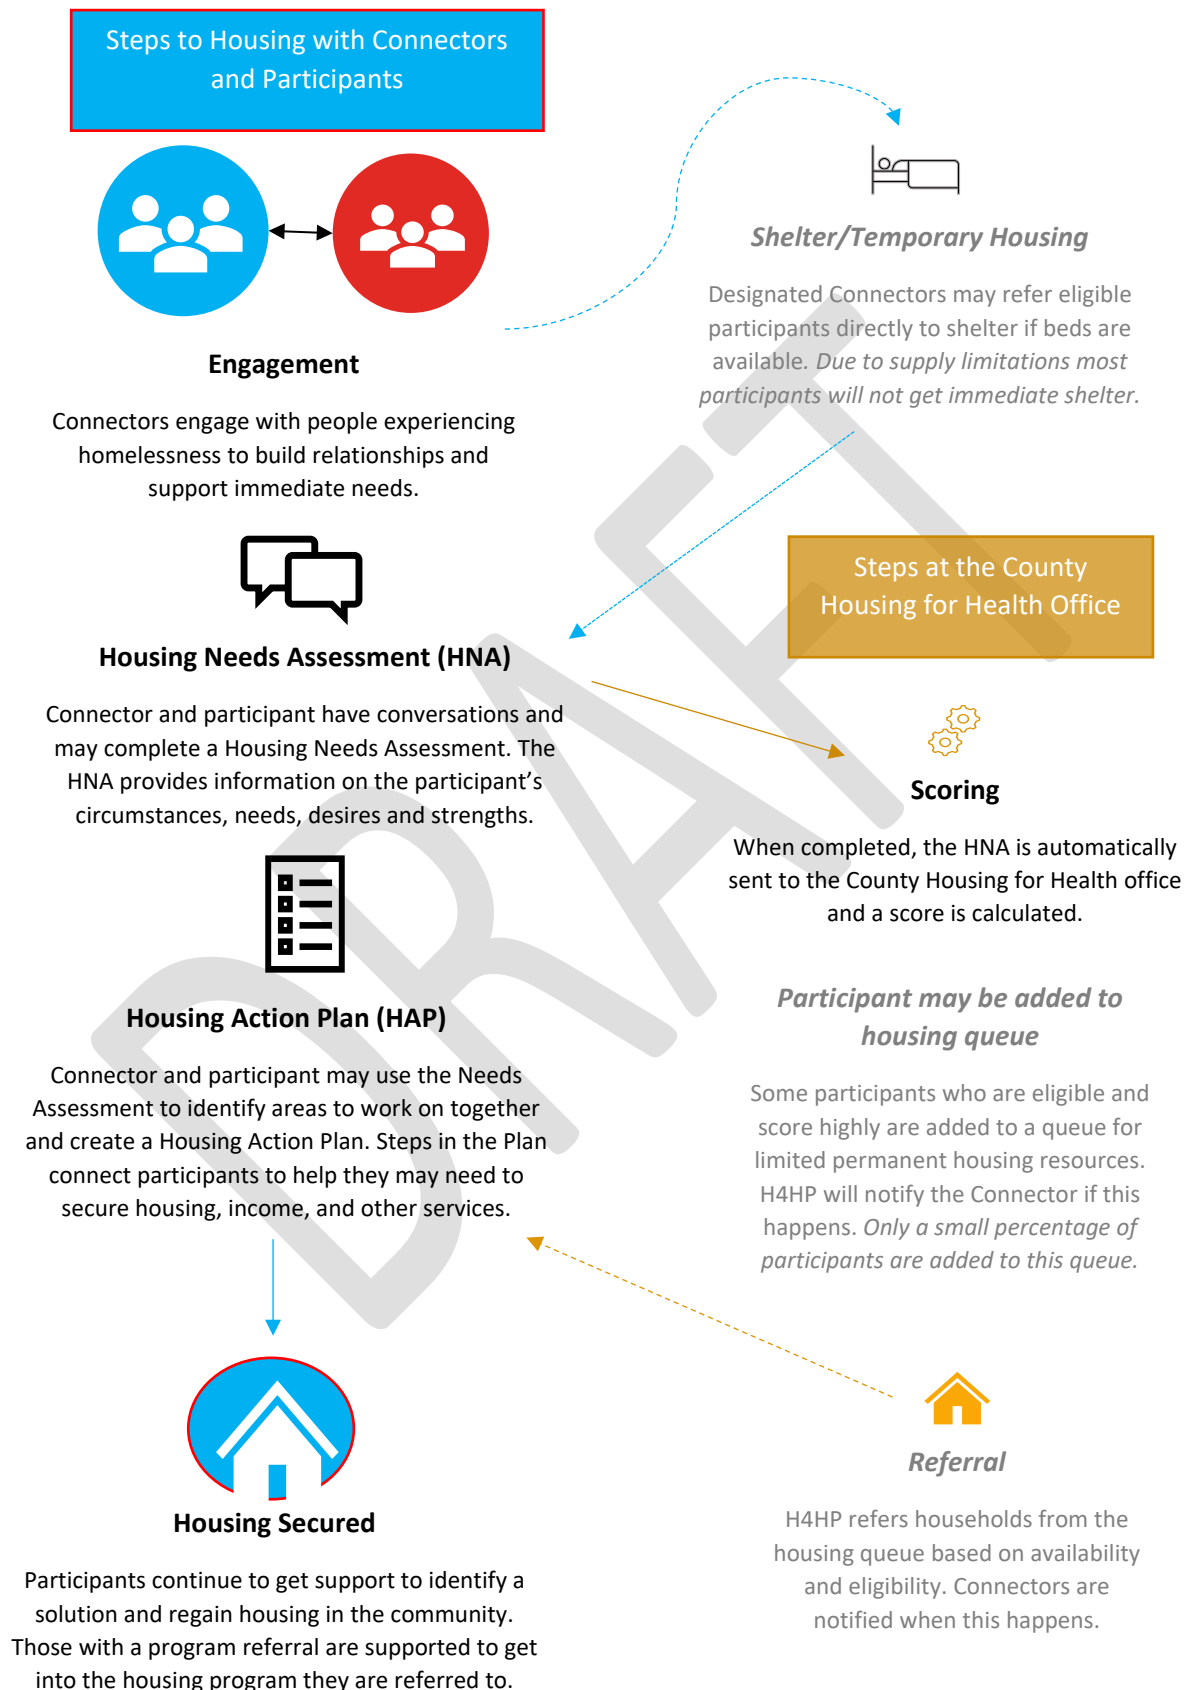 Steps to Housing with Connectors
and Participants
Engagement
Connectors engage with people experiencing
homelessness to build relationships and
support immediate needs.
Shelter/Temporary Housing
Designated Connectors may refer eligible
participants directly to shelter if beds are
available. Due to supply limitations most
participants will not get immediate shelter.
Housing Needs Assessment (HNA)
Connector and participant have conversations and
may complete a Housing Needs Assessment. The
HNA provides information on the participant’s
circumstances, needs, desires and strengths.
Steps at the County
Housing for Health Office
Scoring
When completed, the HNA is automatically
sent to the County Housing for Health office
and a score is calculated.
Participant may be added to
housing queue
Some participants who are eligible and
score highly are added to a queue for
limited permanent housing resources.
H4HP will notify the Connector if this
happens. Only a small percentage of
participants are added to this queue.
Housing Action Plan (HAP)
Connector and participant may use the Needs
Assessment to identify areas to work on together
and create a Housing Action Plan. Steps in the Plan
connect participants to help they may need to
secure housing, income, and other services.
Referral
H4HP refers households from the
housing queue based on availability
and eligibility. Connectors are
notified when this happens.
Housing Secured
Participants continue to get support to identify a
solution and regain housing in the community.
Those with a program referral are supported to get
into the housing program they are referred to.
DRAFT